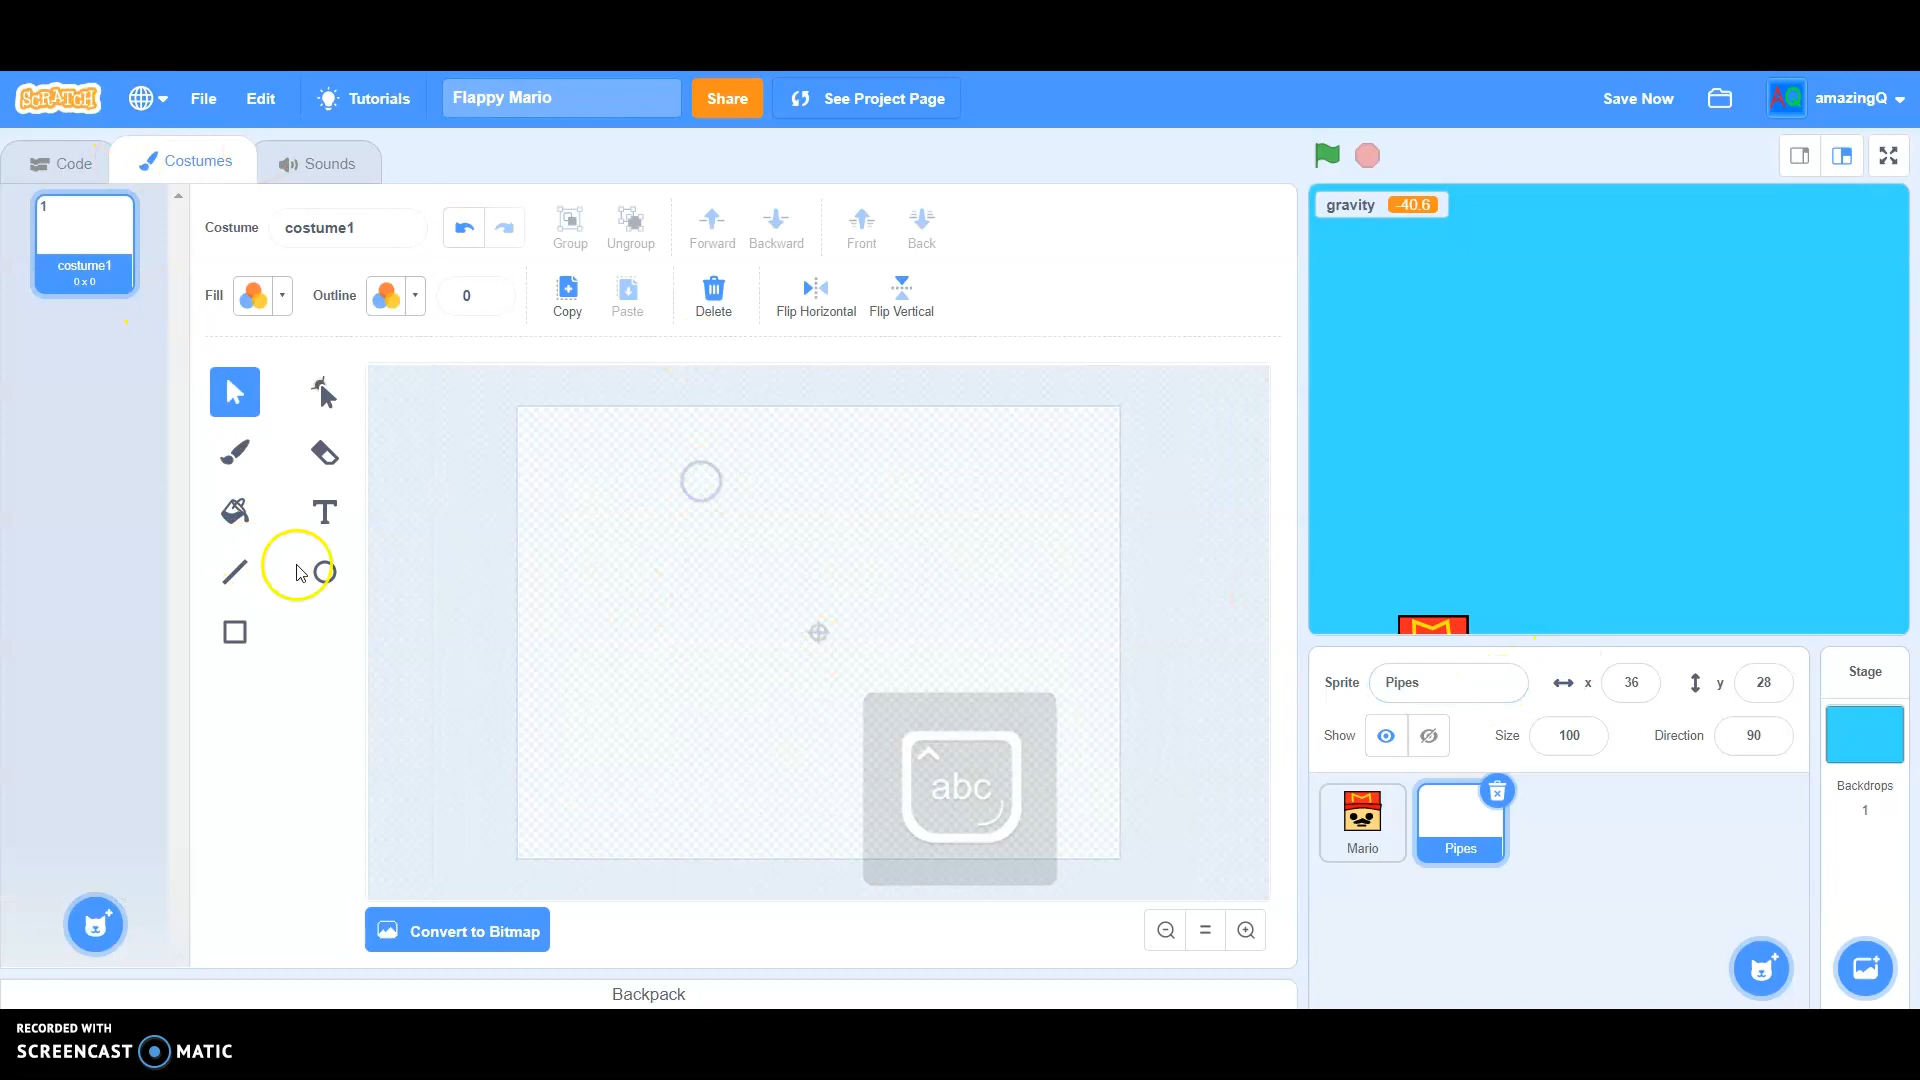 SCRATCH
File
Edit
Tutorials
Flappy Mario
Share
See Project Page
Save Now
AQ
amazingQ
Code
Costumes
Sounds
1
costume1
0 x 0
Costume
costume1
Group
Ungroup
Forward
Backward
Front
Back
Fill
Outline
0
Copy
Paste
Delete
Flip Horizontal
Flip Vertical
T
abc
Convert to Bitmap
Backpack
gravity -40.6
M
Sprite
Pipes
x
36
y
28
Show
Size
100
Direction
90
Mario
Pipes
Stage
Backdrops
1
RECORDED WITH
SCREENCAST MATIC